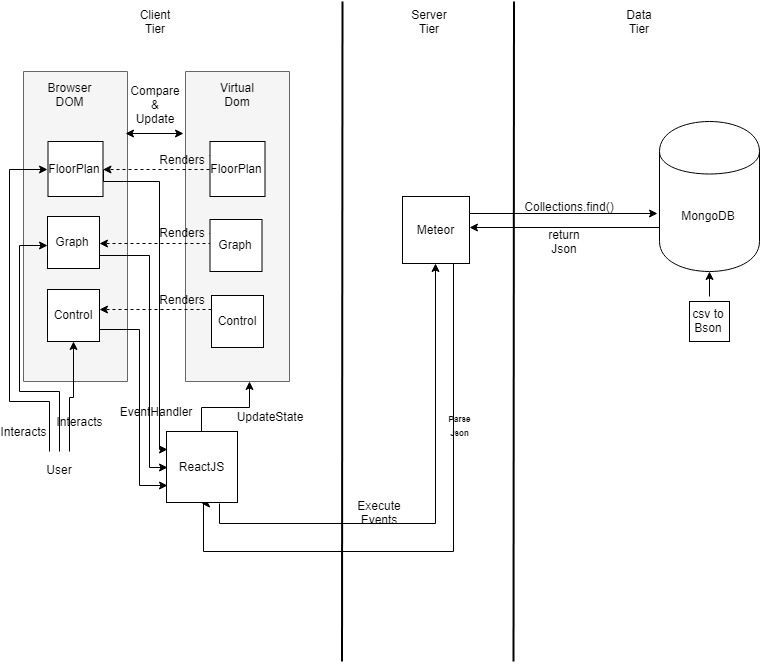 Client
Tier
Server
Tier
Data
Tier
Browser
DOM
Compare
&
Update
Virtual
Dom
FloorPlan
Renders
FloorPlan
Graph
Renders
Graph
Control
Renders
Control
Meteor
Collections.find()
return
Json
MongoDB
csv to
Bson
Interacts
Interacts
User
EventHandler
UpdateState
ReactJS
Parse
Json
Execute
Events